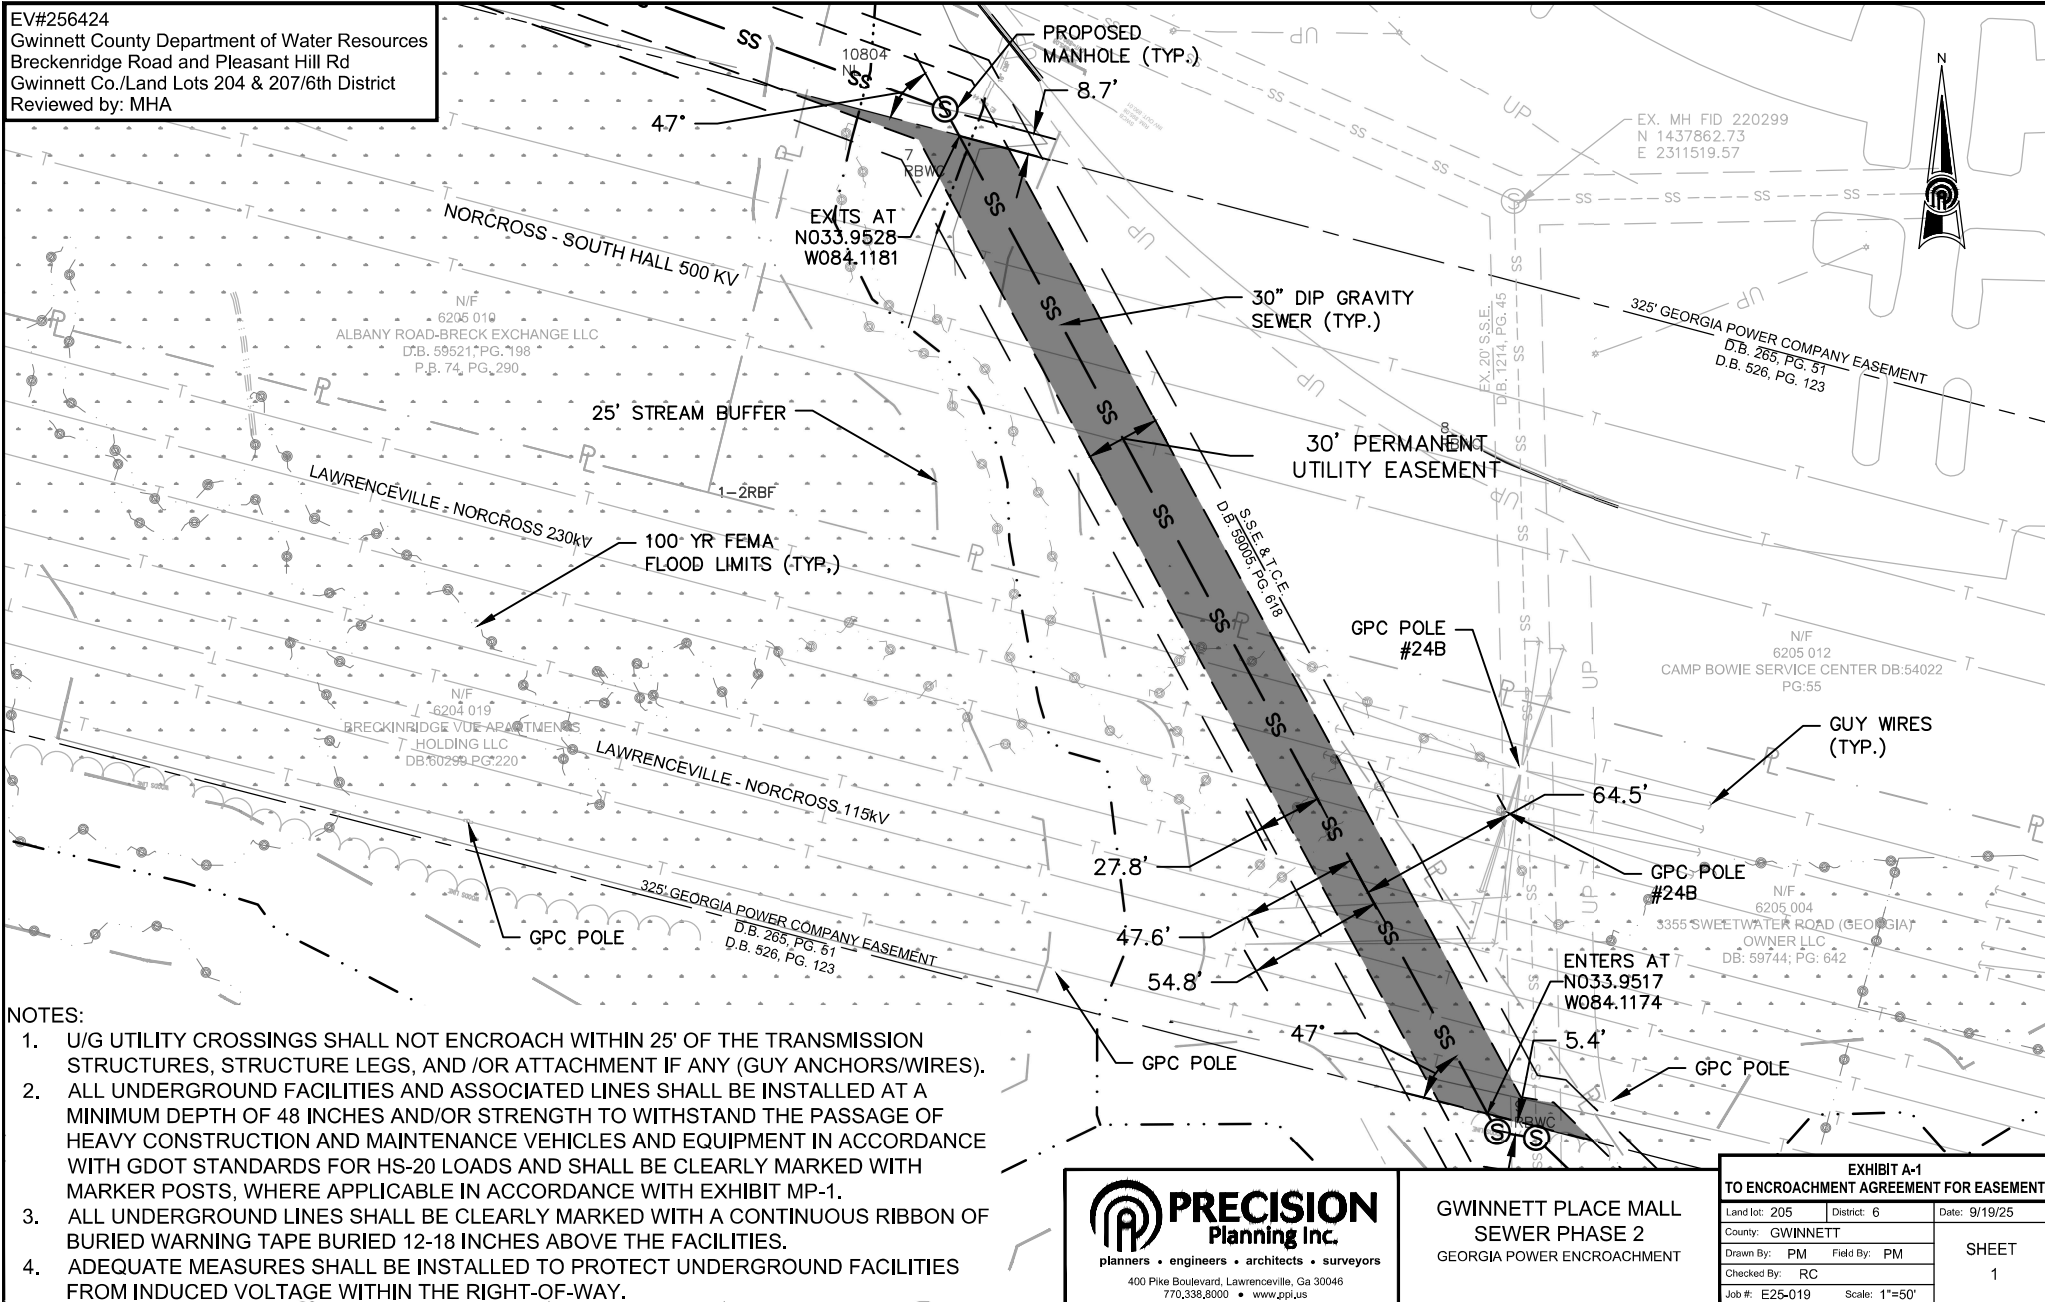 EV#256424
Gwinnett County Department of Water Resources
Breckenridge Road and Pleasant Hill Rd
Gwinnett Co./Land Lots 204 & 207/6th District
Reviewed by: MHA
10804
NI
PROPOSED
MANHOLE (TYP.)
8.7'
47°
7
RBWC
EXITS AT
N033.9528
W084.1181
EX. MH FID 220299
N 1437862.73
E 2311519.57
N
NORCROSS - SOUTH HALL 500 KV
N/F
6205 010
ALBANY ROAD-BRECK EXCHANGE LLC
D.B. 59521, PG. 198
P.B. 74, PG. 290
30" DIP GRAVITY
SEWER (TYP.)
EX. 20' S.S.E.
D.B. 1214, PG. 45
325' GEORGIA POWER COMPANY EASEMENT
D.B. 265, PG. 51
D.B. 526, PG. 123
25' STREAM BUFFER
30' PERMANENT
UTILITY EASEMENT
8
1-2RBF
LAWRENCEVILLE - NORCROSS 230kV
100 YR FEMA
FLOOD LIMITS (TYP.)
S.S.E. & T.C.E.
D.B. 59005, PG. 618
GPC POLE
#24B
N/F
6205 012
CAMP BOWIE SERVICE CENTER DB:54022
PG:55
GUY WIRES
(TYP.)
N/F
6204 019
BRECKINRIDGE VUE APARTMENTS
HOLDING LLC
DB:60299 PG:220
LAWRENCEVILLE - NORCROSS 115kV
64.5'
27.8'
GPC POLE
#24B
N/F
6205 004
3355 SWEETWATER ROAD (GEORGIA)
OWNER LLC
DB: 59744; PG: 642
47.6'
54.8'
GPC POLE
325' GEORGIA POWER COMPANY EASEMENT
D.B. 265, PG. 51
D.B. 526, PG. 123
ENTERS AT
N033.9517
W084.1174
47°
5.4'
GPC POLE
GPC POLE
RBWC
NOTES:
1. U/G UTILITY CROSSINGS SHALL NOT ENCROACH WITHIN 25' OF THE TRANSMISSION
STRUCTURES, STRUCTURE LEGS, AND /OR ATTACHMENT IF ANY (GUY ANCHORS/WIRES).
2. ALL UNDERGROUND FACILITIES AND ASSOCIATED LINES SHALL BE INSTALLED AT A
MINIMUM DEPTH OF 48 INCHES AND/OR STRENGTH TO WITHSTAND THE PASSAGE OF
HEAVY CONSTRUCTION AND MAINTENANCE VEHICLES AND EQUIPMENT IN ACCORDANCE
WITH GDOT STANDARDS FOR HS-20 LOADS AND SHALL BE CLEARLY MARKED WITH
MARKER POSTS, WHERE APPLICABLE IN ACCORDANCE WITH EXHIBIT MP-1.
3. ALL UNDERGROUND LINES SHALL BE CLEARLY MARKED WITH A CONTINUOUS RIBBON OF
BURIED WARNING TAPE BURIED 12-18 INCHES ABOVE THE FACILITIES.
4. ADEQUATE MEASURES SHALL BE INSTALLED TO PROTECT UNDERGROUND FACILITIES
FROM INDUCED VOLTAGE WITHIN THE RIGHT-OF-WAY.
PRECISION
Planning Inc.
planners • engineers • architects • surveyors
400 Pike Boulevard, Lawrenceville, Ga 30046
770.338.8000 • www.ppi.us
GWINNETT PLACE MALL
SEWER PHASE 2
GEORGIA POWER ENCROACHMENT
EXHIBIT A-1
TO ENCROACHMENT AGREEMENT FOR EASEMENT
Land lot: 205 District: 6 Date: 9/19/25
County: GWINNETT
Drawn By: PM Field By: PM
Checked By: RC
Job #: E25-019 Scale: 1"=50'
SHEET
1